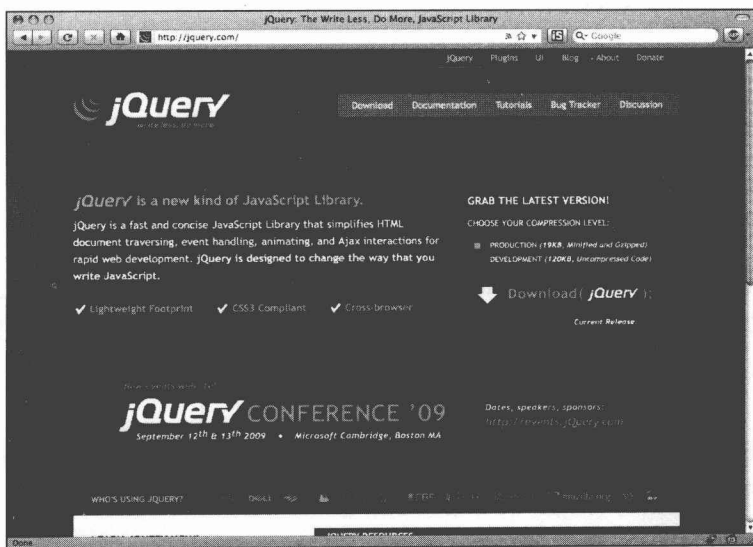 jQuery: The Write Less, Do More, JavaScript Library
http://jquery.com/
Google
jQuery Plugins UI Blog About Donate
jQuery
write less, do more.
Download Documentation Tutorials Bug Tracker Discussion
jQuery is a new kind of JavaScript Library.
jQuery is a fast and concise JavaScript Library that simplifies HTML
document traversing, event handling, animating, and Ajax interactions for
rapid web development. jQuery is designed to change the way that you
write JavaScript.
Lightweight Footprint CSS3 Compliant Cross-browser
GRAB THE LATEST VERSION!
CHOOSE YOUR COMPRESSION LEVEL:
PRODUCTION (19KB, Minified and Gzipped)
DEVELOPMENT (120KB, Uncompressed Code)
Download( jQuery );
Current Release
jQuery CONFERENCE '09
September 12th & 13th 2009 • Microsoft Cambridge, Boston MA
Dates, speakers, sponsors:
http://events.jquery.com
WHO'S USING JQUERY?
JQUERY RESOURCES
Done